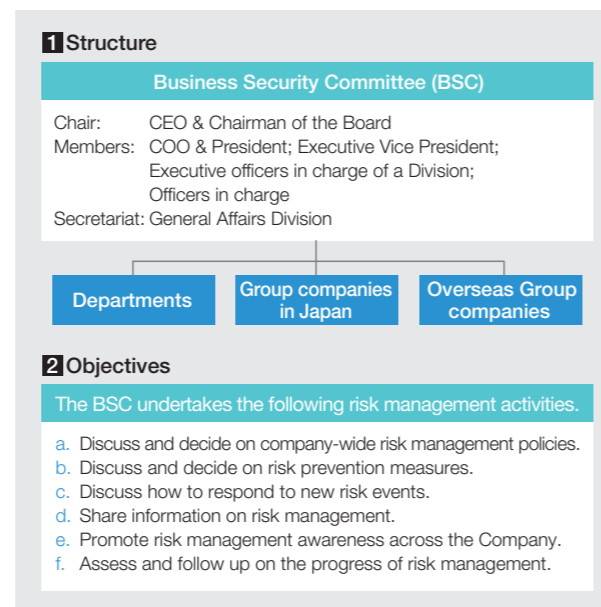 1 Structure
Business Security Committee (BSC)
Chair: CEO & Chairman of the Board
Members: COO & President; Executive Vice President;
Executive officers in charge of a Division;
Officers in charge
Secretariat: General Affairs Division
Departments
Group companies
in Japan
Overseas Group
companies
2 Objectives
The BSC undertakes the following risk management activities.
a. Discuss and decide on company-wide risk management policies.
b. Discuss and decide on risk prevention measures.
c. Discuss how to respond to new risk events.
d. Share information on risk management.
e. Promote risk management awareness across the Company.
f. Assess and follow up on the progress of risk management.